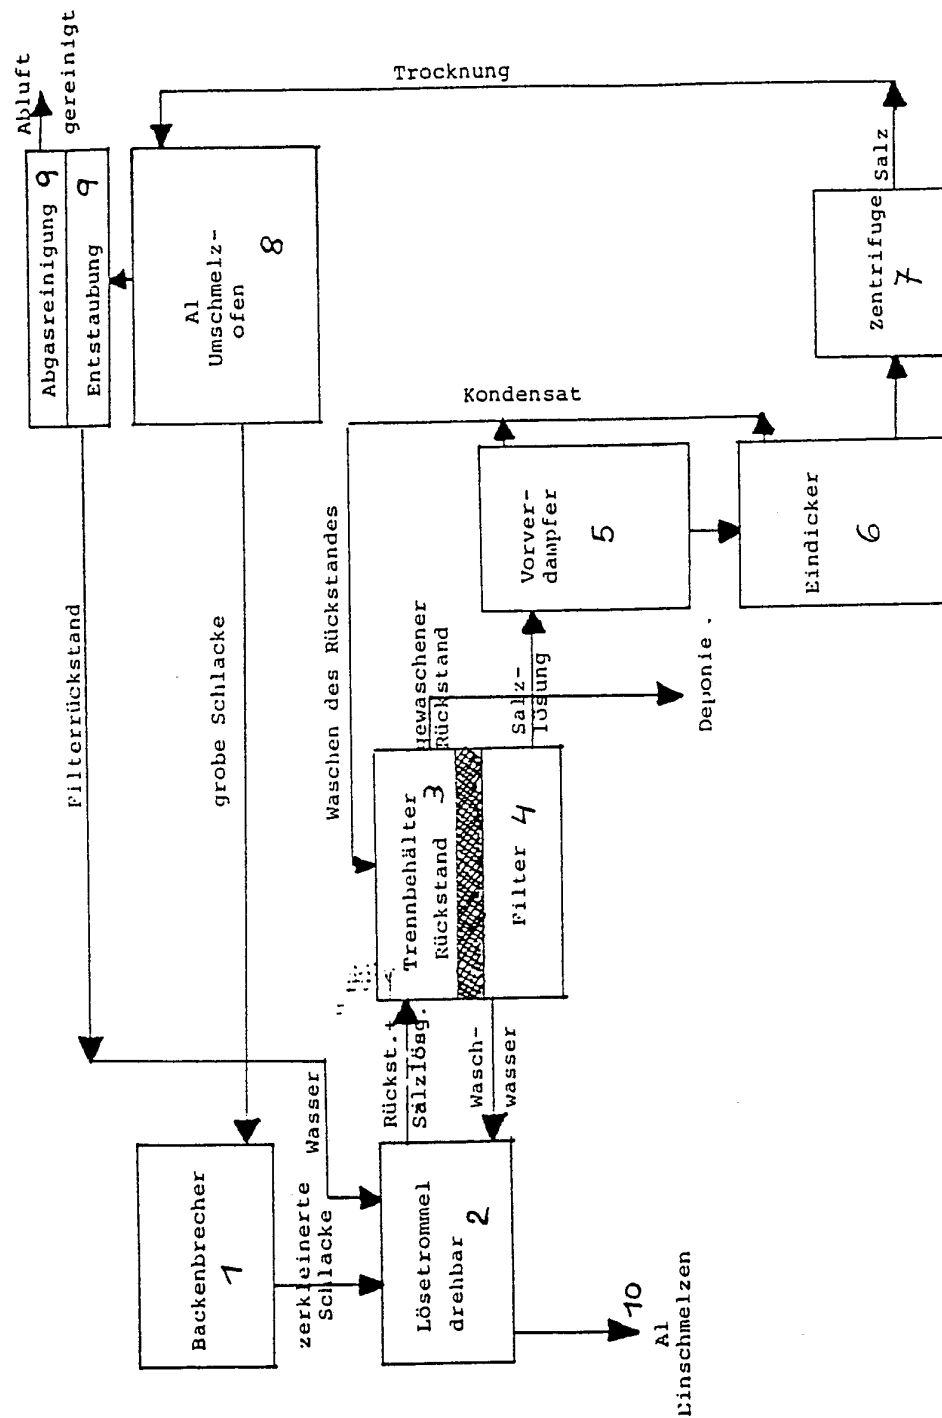 Abluft
gereinigt
Abgasreinigung 9
Entstaubung 9
Al
Umschmelz-
ofen
8
Trocknung
Salz
Zentrifuge
7
Kondensat
Filterrückstand
grobe Schlacke
Waschen des Rückstandes
Vorver-
dampfer
5
Eindicker
6
gewaschener
Rückstand
Salz-
lösung
Deponie.
Trennbehälter
Rückstand 3
Filter 4
Rückst.+
Salzlösg.
Wasch-
wasser
Wasser
Backenbrecher
1
zerkleinerte
Schlacke
Lösetrommel
drehbar
2
10
Al
Einschmelzen